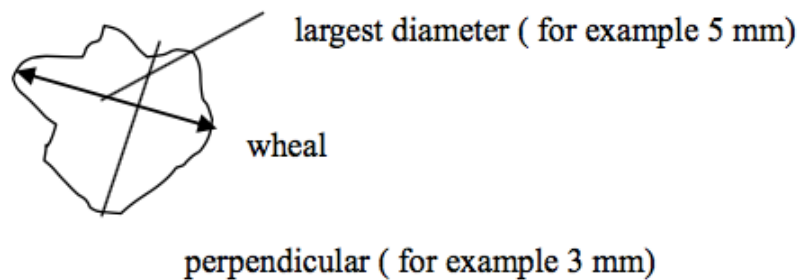 largest diameter ( for example 5 mm)
wheal
perpendicular ( for example 3 mm)